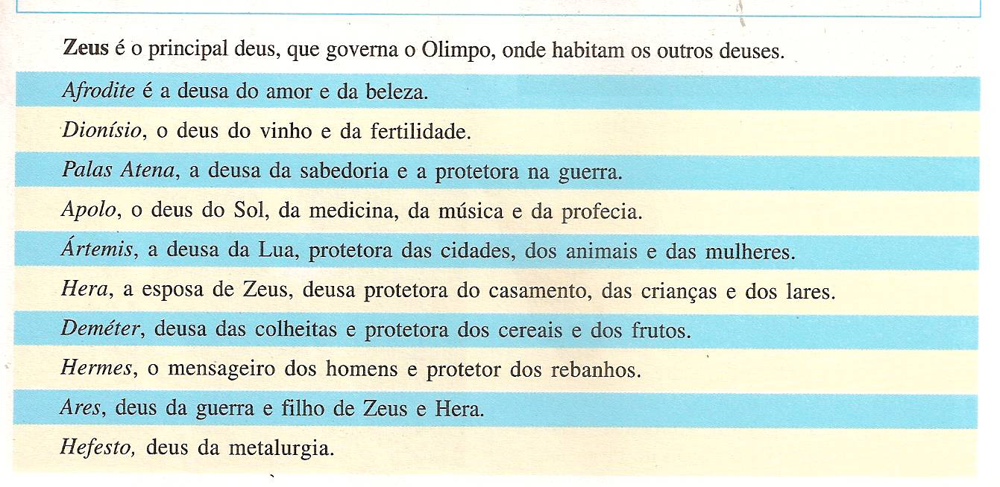 Zeus é o principal deus, que governa o Olimpo, onde habitam os outros deuses.
Afrodite é a deusa do amor e da beleza.
Dionísio, o deus do vinho e da fertilidade.
Palas Atena, a deusa da sabedoria e a protetora na guerra.
Apolo, o deus do Sol, da medicina, da música e da profecia.
Ártemis, a deusa da Lua, protetora das cidades, dos animais e das mulheres.
Hera, a esposa de Zeus, deusa protetora do casamento, das crianças e dos lares.
Deméter, deusa das colheitas e protetora dos cereais e dos frutos.
Hermes, o mensageiro dos homens e protetor dos rebanhos.
Ares, deus da guerra e filho de Zeus e Hera.
Hefesto, deus da metalurgia.